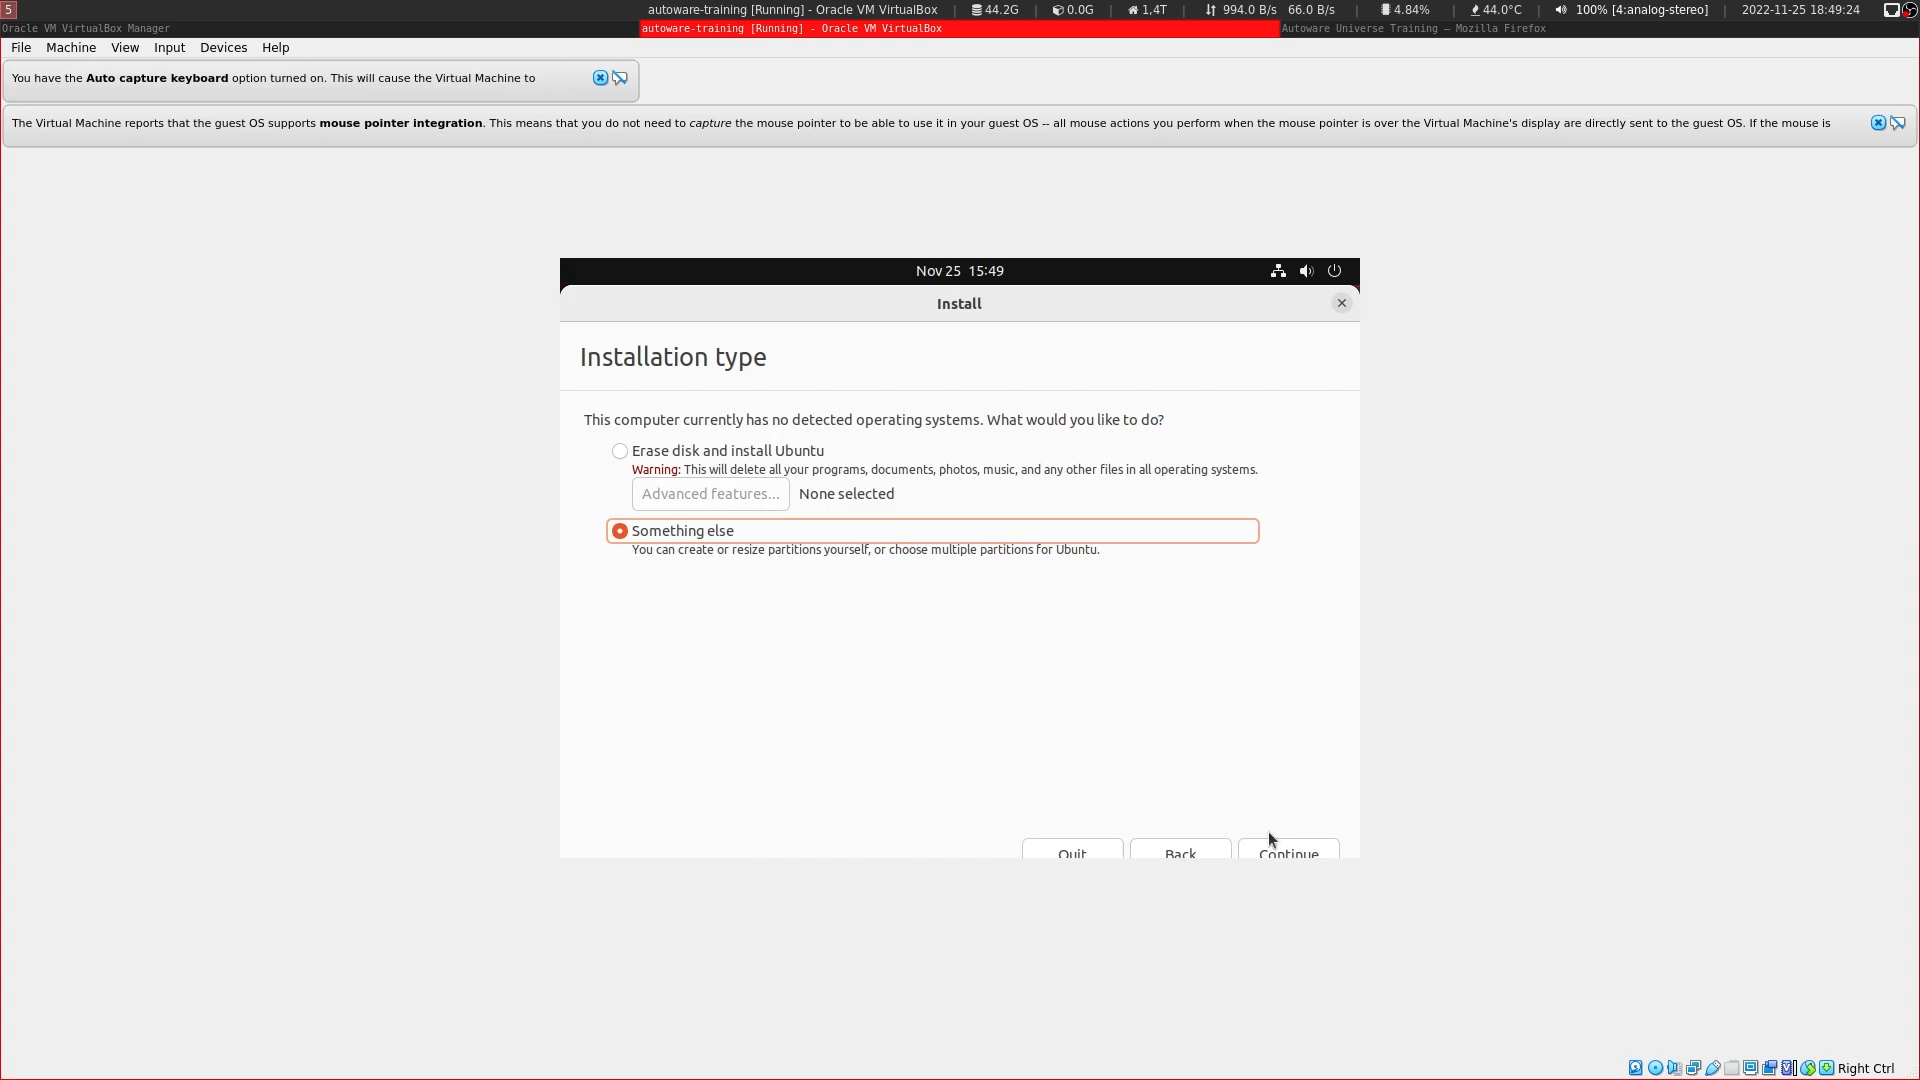 5
autoware-training [Running] - Oracle VM VirtualBox | 44.2G | 0.0G | 1,4T | 994.0 B/s 66.0 B/s | 4.84% | 44.0°C | 100% [4:analog-stereo] | 2022-11-25 18:49:24
Oracle VM VirtualBox Manager
autoware-training [Running] - Oracle VM VirtualBox
Autoware Universe Training — Mozilla Firefox
File Machine View Input Devices Help
You have the Auto capture keyboard option turned on. This will cause the Virtual Machine to
The Virtual Machine reports that the guest OS supports mouse pointer integration. This means that you do not need to capture the mouse pointer to be able to use it in your guest OS -- all mouse actions you perform when the mouse pointer is over the Virtual Machine's display are directly sent to the guest OS. If the mouse is
Nov 25 15:49
Install
Installation type
This computer currently has no detected operating systems. What would you like to do?
Erase disk and install Ubuntu
Warning: This will delete all your programs, documents, photos, music, and any other files in all operating systems.
Advanced features... None selected
Something else
You can create or resize partitions yourself, or choose multiple partitions for Ubuntu.
Quit Back Continue
Right Ctrl